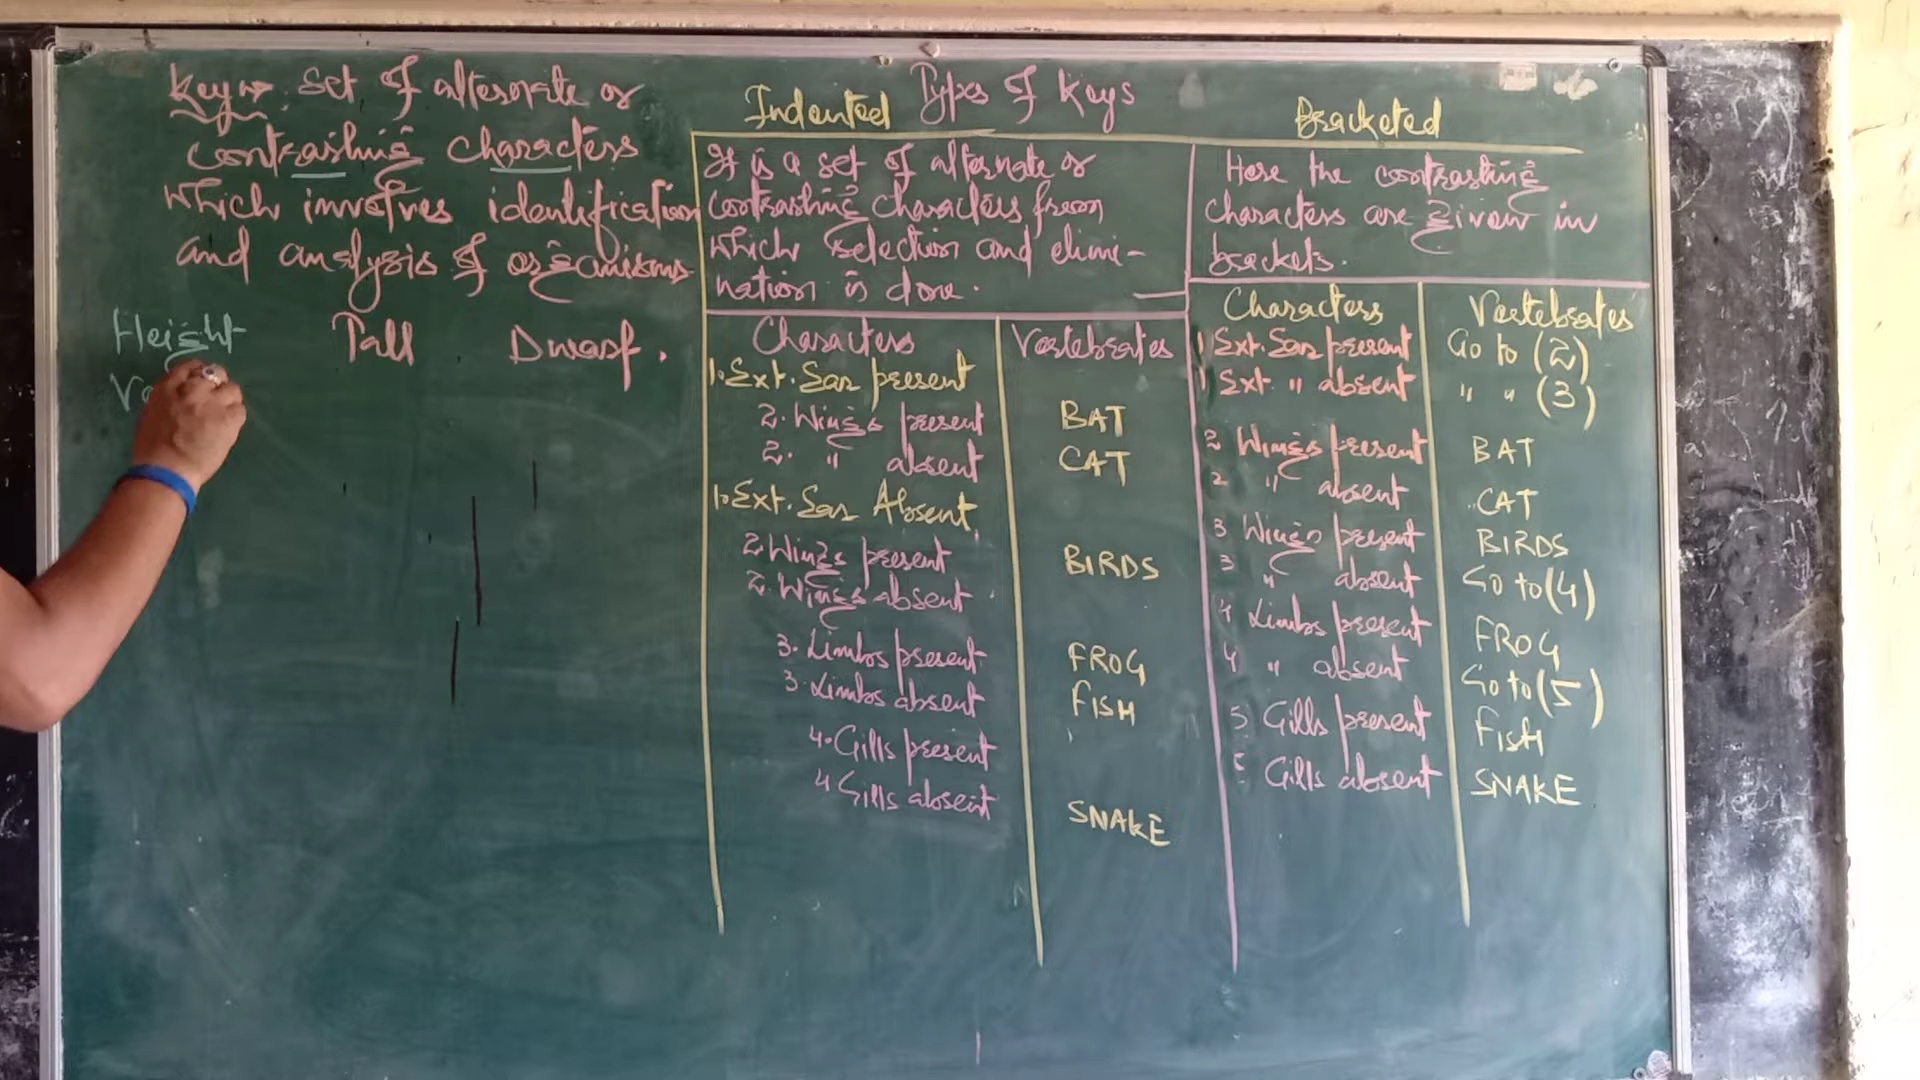 Key → Set of alternate or
contrasting characters
which involves identification
and analysis of organisms
Height Tall Dwarf.
Types of Keys
Indented
It is a set of alternate or
contrasting characters from
which selection and elimi-
nation is done.
Characters Vertebrates
1. Ext. Ear present
2. Wings present BAT
2. " absent CAT
1. Ext. Ear Absent
2. Wings present BIRDS
2. Wings absent
3. Limbs present FROG
3. Limbs absent FISH
4. Gills present
4 Gills absent SNAKE
Bracketed
Here the contrasting
characters are given in
brackets.
Characters Vertebrates
1 Ext. Ear present Go to (2)
1 Ext. " absent " " (3)
2 Wings present BAT
2 " absent CAT
3 Wings present BIRDS
3 " absent Go to (4)
4 Limbs present FROG
4 " absent Go to (5)
5 Gills present FISH
5 Gills absent SNAKE